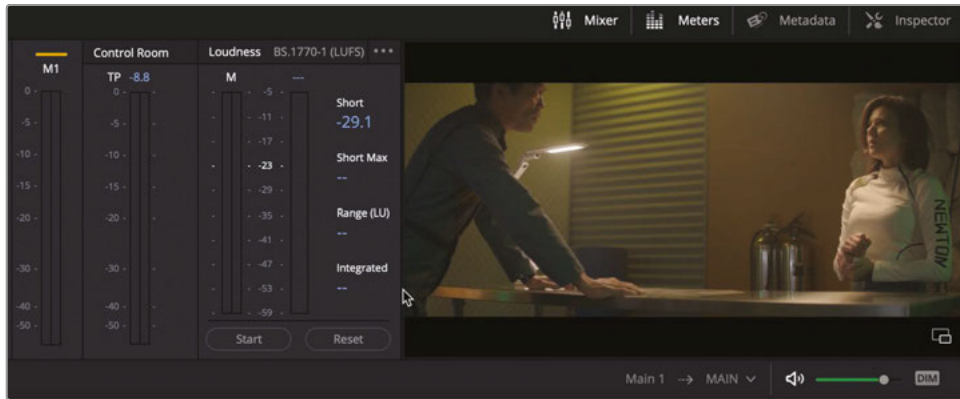 Mixer Meters Metadata Inspector
Control Room Loudness BS.1770-1 (LUFS) •••
M1 TP -8.8 M ---
0 - 0 - -5 -
Short
-5 - -5 - -11 -
-29.1
-17 -
-10 - -10 - -23 -
Short Max
--
-15 - -15 - -29 -
-20 - -20 - -35 -
Range (LU)
--
-41 -
-30 - -30 - -47 -
Integrated
--
-53 -
-40 - -40 -
-59 -
-50 - -50 -
Start Reset
NEWTON
Main 1 --> MAIN
DIM